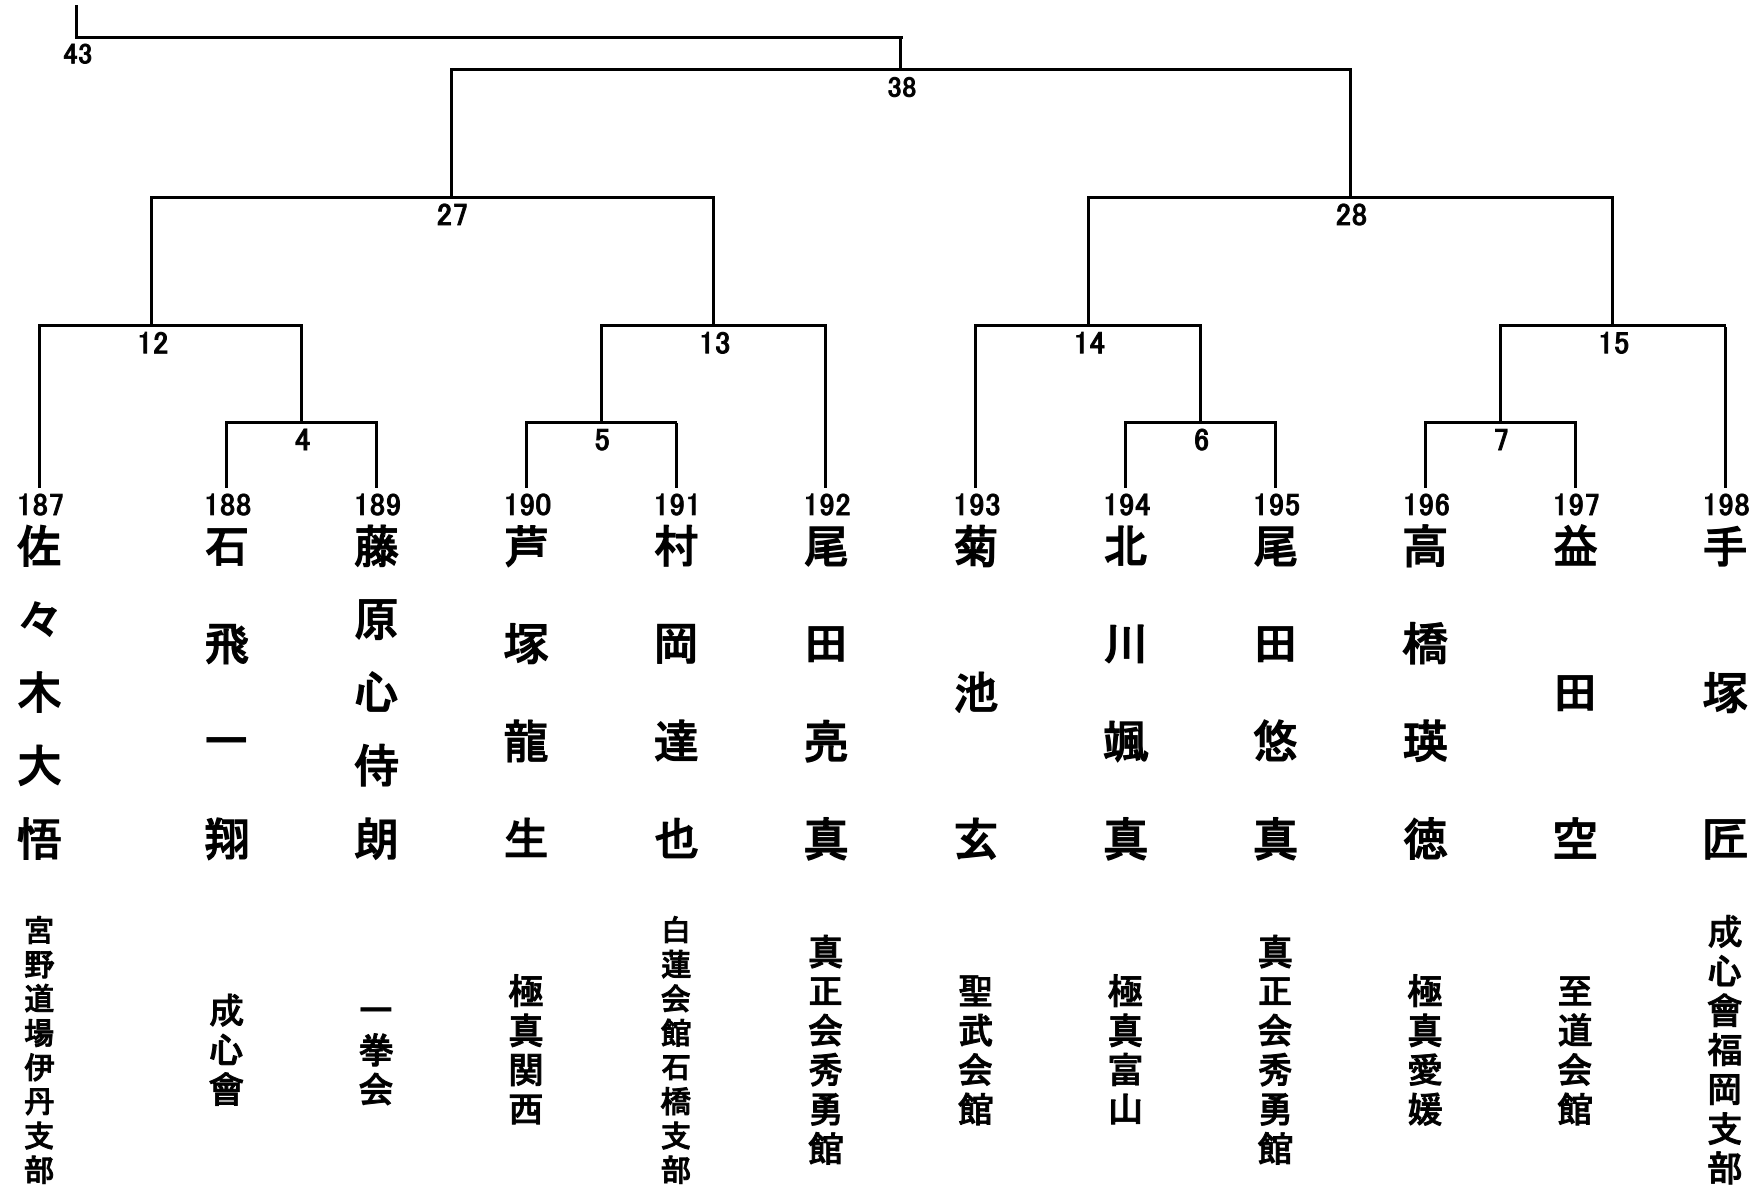 43
38
27
28
12
13
14
15
4
5
6
7
187
188
189
190
191
192
193
194
195
196
197
198
佐々木大悟
石飛一翔
藤原心侍朗
芦塚龍生
村岡達也
尾田亮真
菊池玄
北川颯真
尾田悠真
高橋瑛徳
益田空
手塚匠
宮野道場伊丹支部
成心會
一拳会
極真関西
白蓮会館石橋支部
真正会秀勇館
聖武会館
極真富山
真正会秀勇館
極真愛媛
至道会館
成心會福岡支部